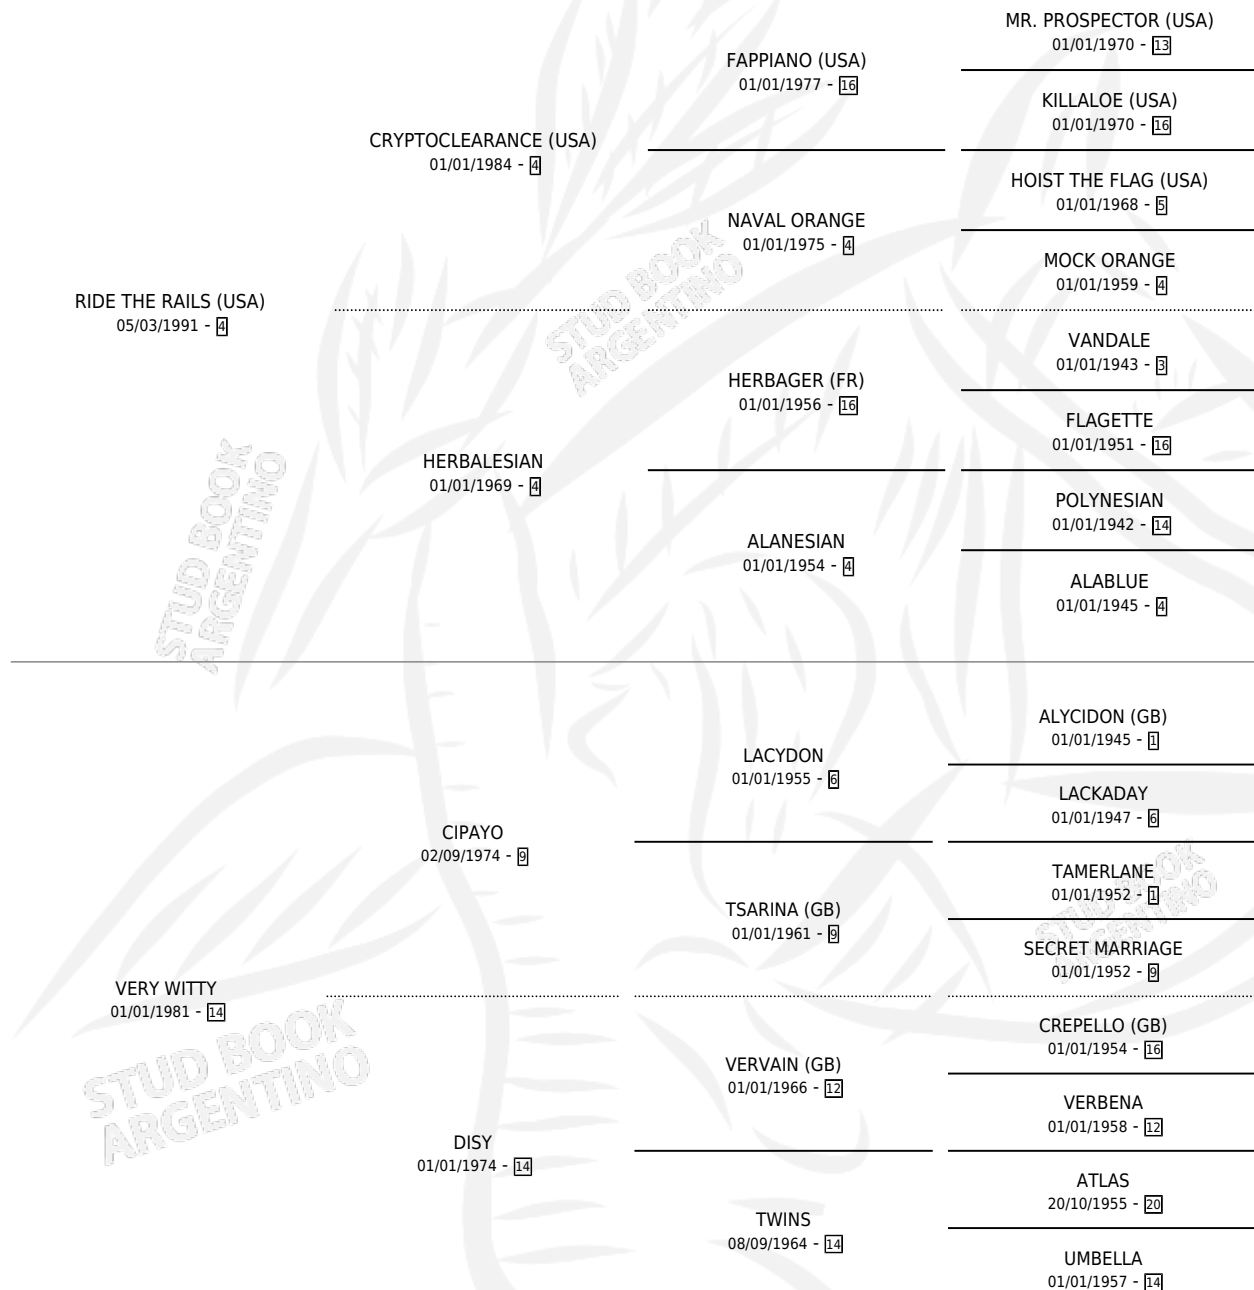 MR. PROSPECTOR (USA)
01/01/1970 - 13
FAPPIANO (USA)
01/01/1977 - 16
KILLALOE (USA)
01/01/1970 - 16
CRYPTOCLEARANCE (USA)
01/01/1984 - 4
HOIST THE FLAG (USA)
01/01/1968 - 5
NAVAL ORANGE
01/01/1975 - 4
MOCK ORANGE
01/01/1959 - 4
RIDE THE RAILS (USA)
05/03/1991 - 4
STUD BOOK
ARGENTINO
VANDALE
01/01/1943 - 3
HERBAGER (FR)
01/01/1956 - 16
FLAGETTE
01/01/1951 - 16
HERBALESIAN
01/01/1969 - 4
POLYNESIAN
01/01/1942 - 14
ALANESIAN
01/01/1954 - 4
ALABLUE
01/01/1945 - 4
STUD BOOK
ARGENTINO
ALYCIDON (GB)
01/01/1945 - 1
LACYDON
01/01/1955 - 6
LACKADAY
01/01/1947 - 6
CIPAYO
02/09/1974 - 9
TAMERLANE
01/01/1952 - 1
TSARINA (GB)
01/01/1961 - 9
SECRET MARRIAGE
01/01/1952 - 9
STUD BOOK
ARGENTINO
VERY WITTY
01/01/1981 - 14
CREPELLO (GB)
01/01/1954 - 16
VERVAIN (GB)
01/01/1966 - 12
VERBENA
01/01/1958 - 12
STUD BOOK
ARGENTINO
DISY
01/01/1974 - 14
ATLAS
20/10/1955 - 20
TWINS
08/09/1964 - 14
UMBELLA
01/01/1957 - 14